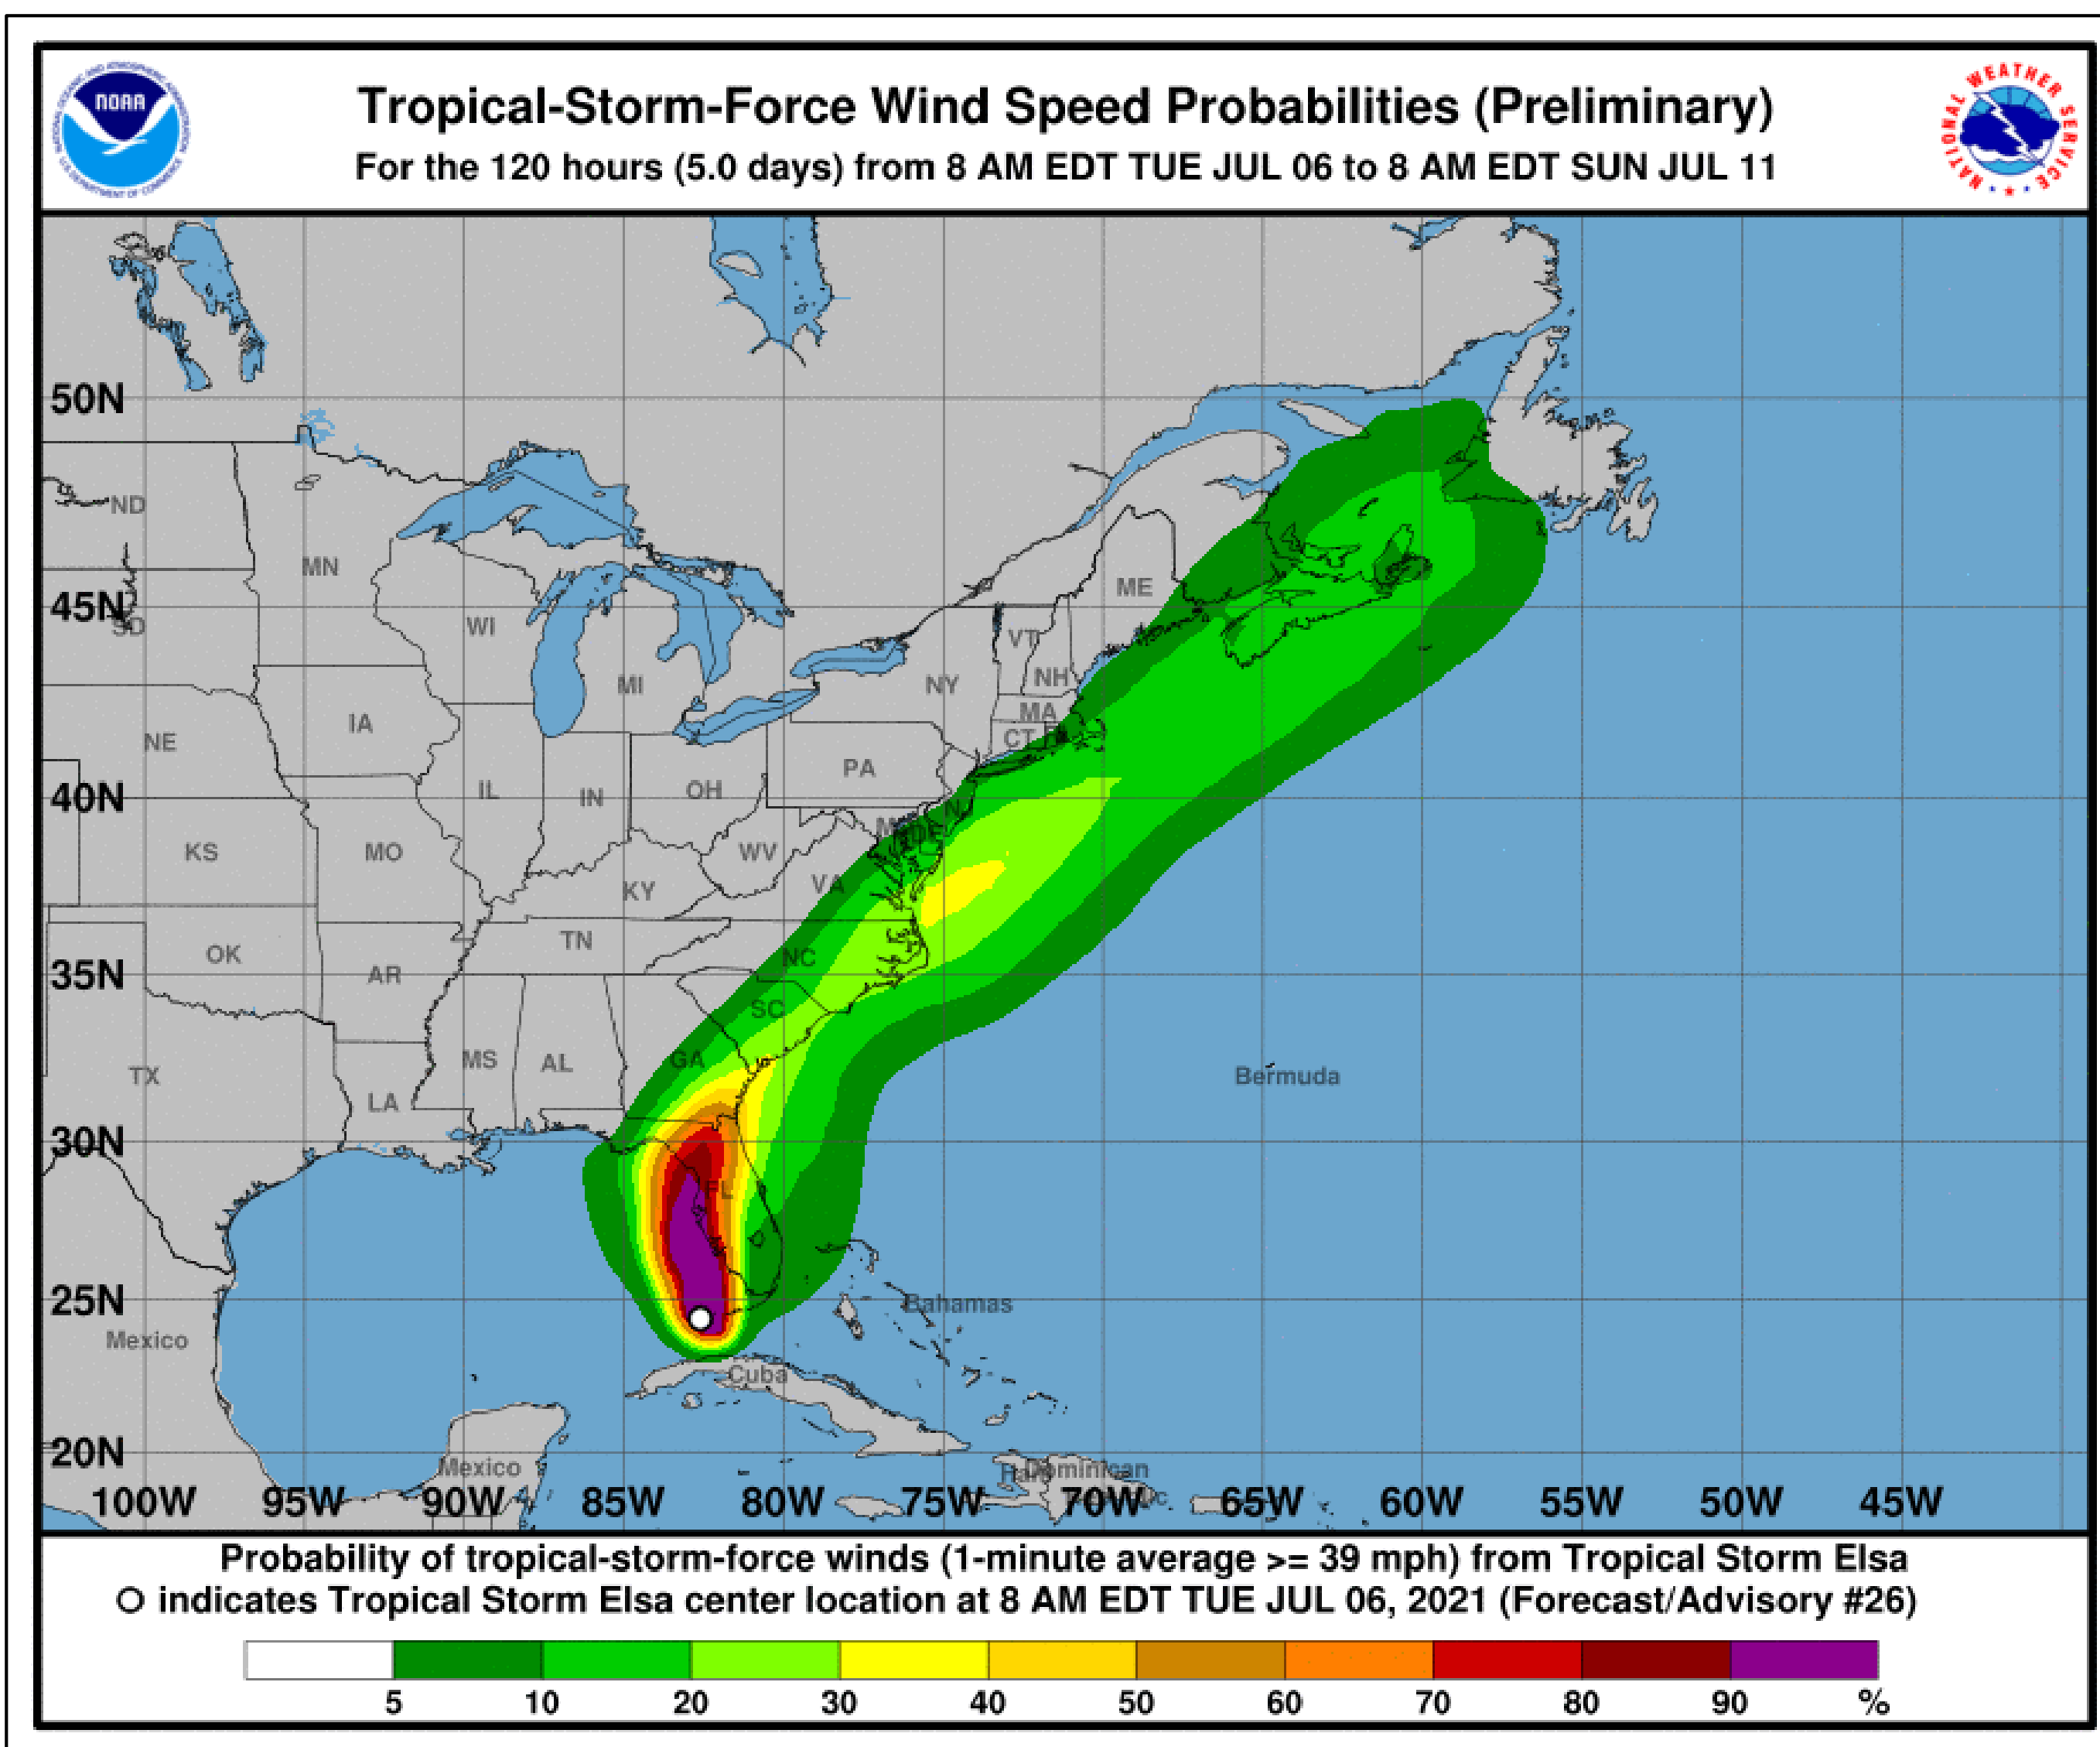 NOAA
NATIONAL WEATHER SERVICE
Tropical-Storm-Force Wind Speed Probabilities (Preliminary)
For the 120 hours (5.0 days) from 8 AM EDT TUE JUL 06 to 8 AM EDT SUN JUL 11
50N
ND
MN
ME
45N
SD
WI
VT
MI
NY
NH
MA
IA
CT
NE
PA
40N
IL
IN
OH
KS
MO
WV
DE
KY
VA
TN
OK
NC
35N
AR
SC
MS
AL
GA
TX
Bermuda
LA
30N
FL
25N
Bahamas
Mexico
Cuba
20N
Mexico
Dominican
100W 95W 90W 85W 80W 75W 70W 65W 60W 55W 50W 45W
Probability of tropical-storm-force winds (1-minute average >= 39 mph) from Tropical Storm Elsa
O indicates Tropical Storm Elsa center location at 8 AM EDT TUE JUL 06, 2021 (Forecast/Advisory #26)
5 10 20 30 40 50 60 70 80 90 %